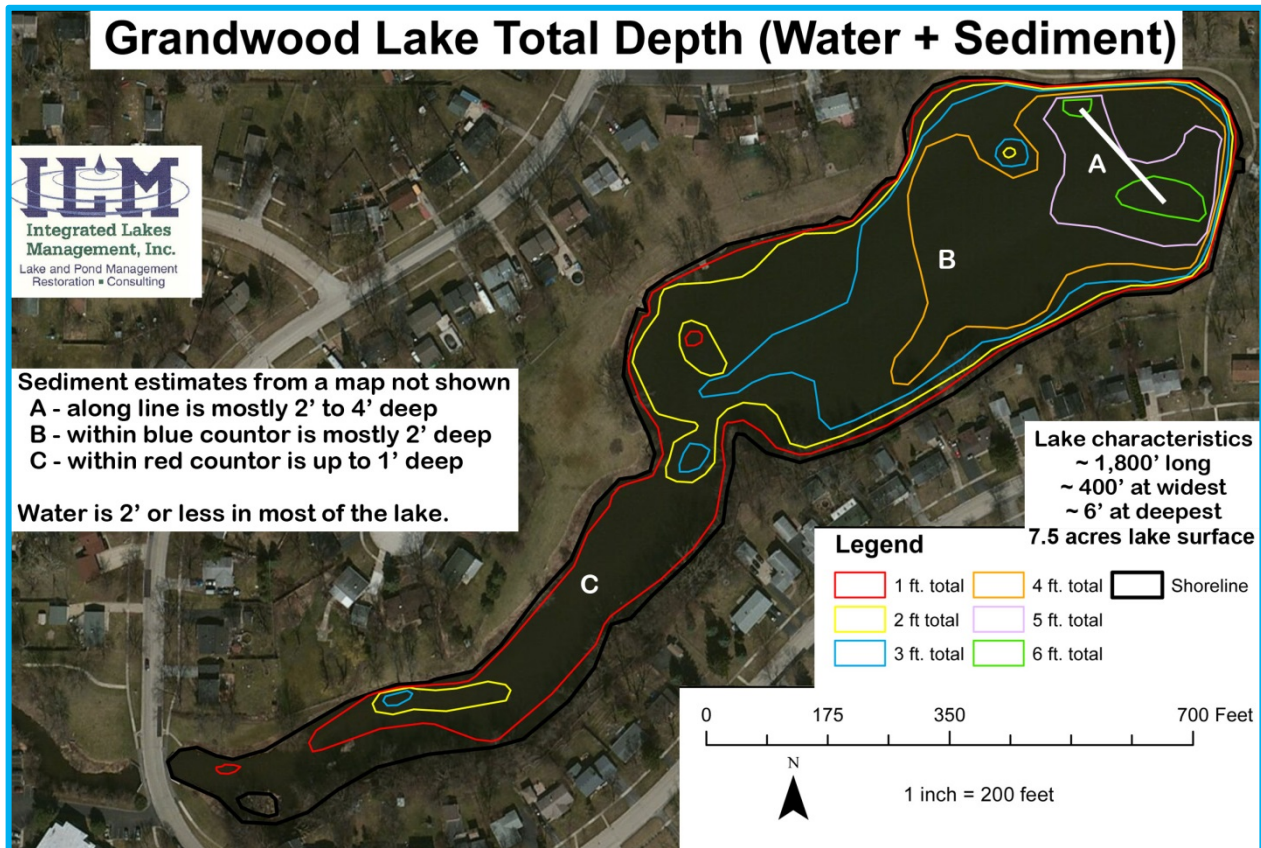 Grandwood Lake Total Depth (Water + Sediment)
ILM
Integrated Lakes
Management, Inc.
Lake and Pond Management
Restoration ▪ Consulting
A
B
C
Sediment estimates from a map not shown
A - along line is mostly 2' to 4' deep
B - within blue countor is mostly 2' deep
C - within red countor is up to 1' deep
Water is 2' or less in most of the lake.
Lake characteristics
~ 1,800' long
~ 400' at widest
~ 6' at deepest
7.5 acres lake surface
Legend
1 ft. total
2 ft total
3 ft. total
4 ft. total
5 ft. total
6 ft. total
Shoreline
0 175 350 700 Feet
N
1 inch = 200 feet